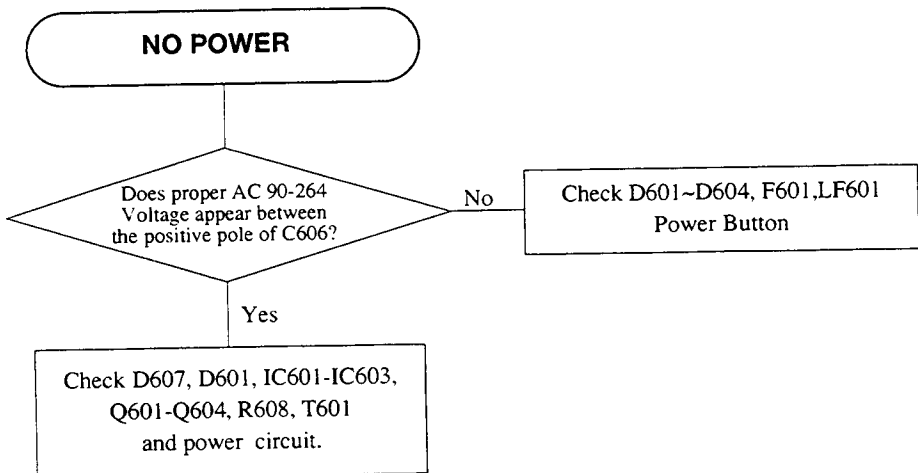 NO POWER
Does proper AC 90-264
Voltage appear between
the positive pole of C606?
No
Check D601~D604, F601,LF601
Power Button
Yes
Check D607, D601, IC601-IC603,
Q601-Q604, R608, T601
and power circuit.